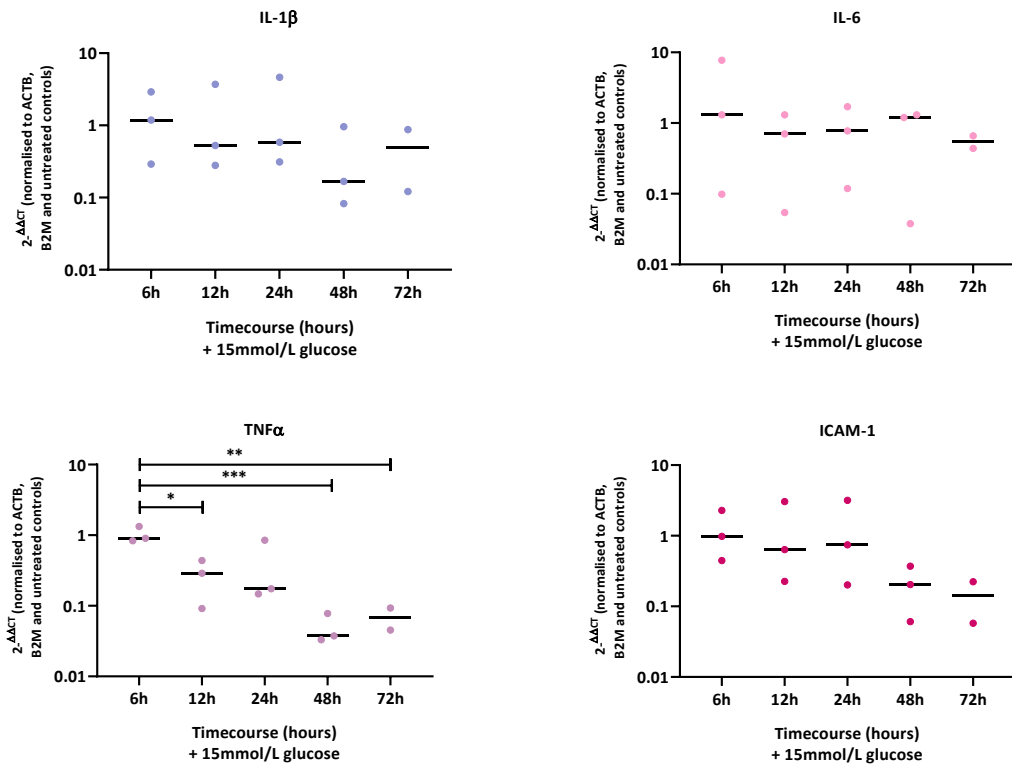 IL-1β
2-ΔΔCT (normalised to ACTB,
B2M and untreated controls)
10
1
0.1
0.01
6h 12h 24h 48h 72h
Timecourse (hours)
+ 15mmol/L glucose
IL-6
2-ΔΔCT (normalised to ACTB,
B2M and untreated controls)
10
1
0.1
0.01
6h 12h 24h 48h 72h
Timecourse (hours)
+ 15mmol/L glucose
TNFα
**
***
*
2-ΔΔCT (normalised to ACTB,
B2M and untreated controls)
10
1
0.1
0.01
6h 12h 24h 48h 72h
Timecourse (hours)
+ 15mmol/L glucose
ICAM-1
2-ΔΔCT (normalised to ACTB,
B2M and untreated controls)
10
1
0.1
0.01
6h 12h 24h 48h 72h
Timecourse (hours)
+ 15mmol/L glucose